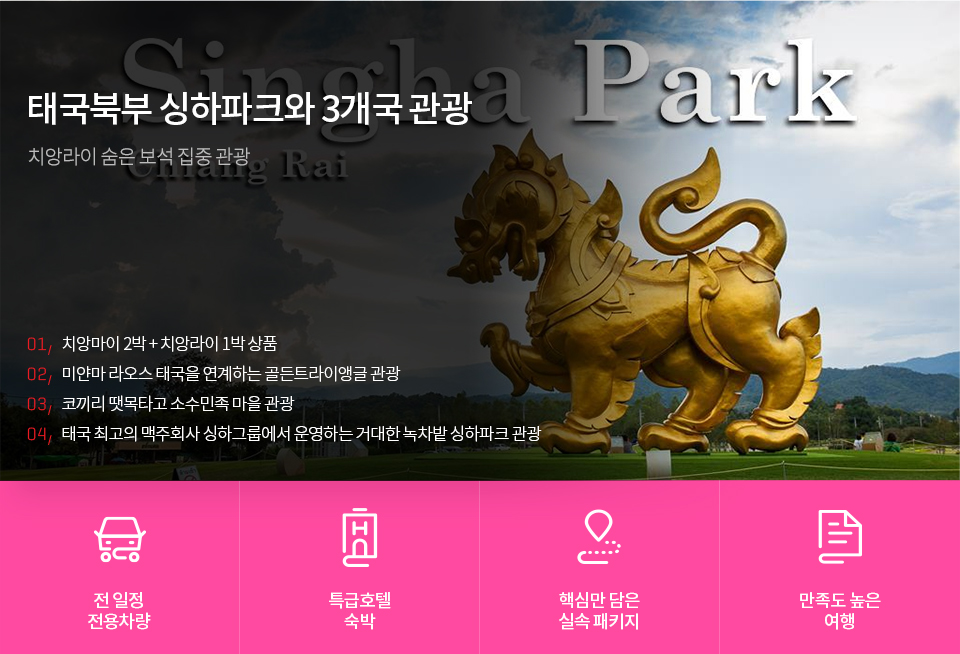 Singha Park
태국북부 싱하파크와 3개국 관광
치앙라이 숨은 보석 집중 관광
Chiang Rai
01, 치앙마이 2박 + 치앙라이 1박 상품
02, 미얀마 라오스 태국을 연계하는 골든트라이앵글 관광
03, 코끼리 땟목타고 소수민족 마을 관광
04, 태국 최고의 맥주회사 싱하그룹에서 운영하는 거대한 녹차밭 싱하파크 관광
전 일정
전용차량
특급호텔
숙박
핵심만 담은
실속 패키지
만족도 높은
여행